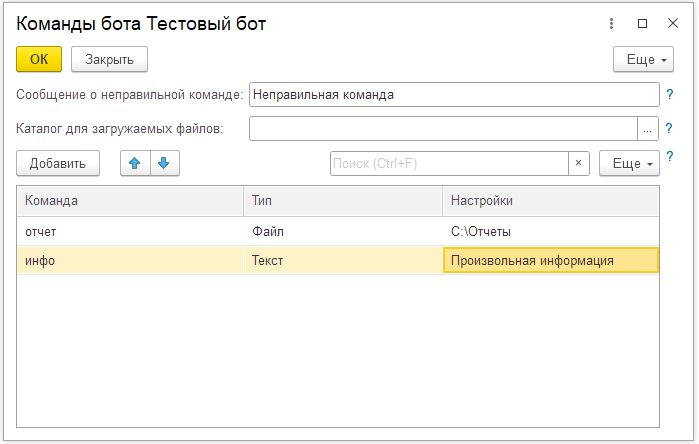 Команды бота Тестовый бот
ОК Закрыть Еще
Сообщение о неправильной команде: Неправильная команда ?
Каталог для загружаемых файлов: ... ?
Добавить Поиск (Ctrl+F) × Еще ?
Команда Тип Настройки
отчет Файл C:\Отчеты
инфо Текст Произвольная информация